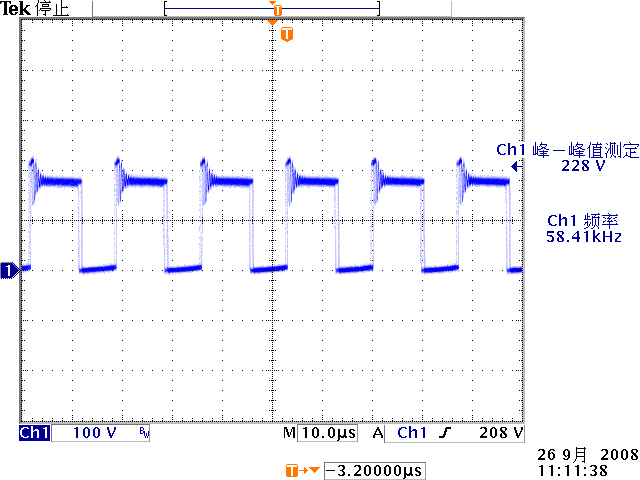 Tek 停止
T
T
Ch1 峰－峰值测定
228 V
Ch1 频率
58.41kHz
1
Ch1 100 V BW M 10.0µs A Ch1 208 V
26 9月 2008
11:11:38
T -3.20000µs